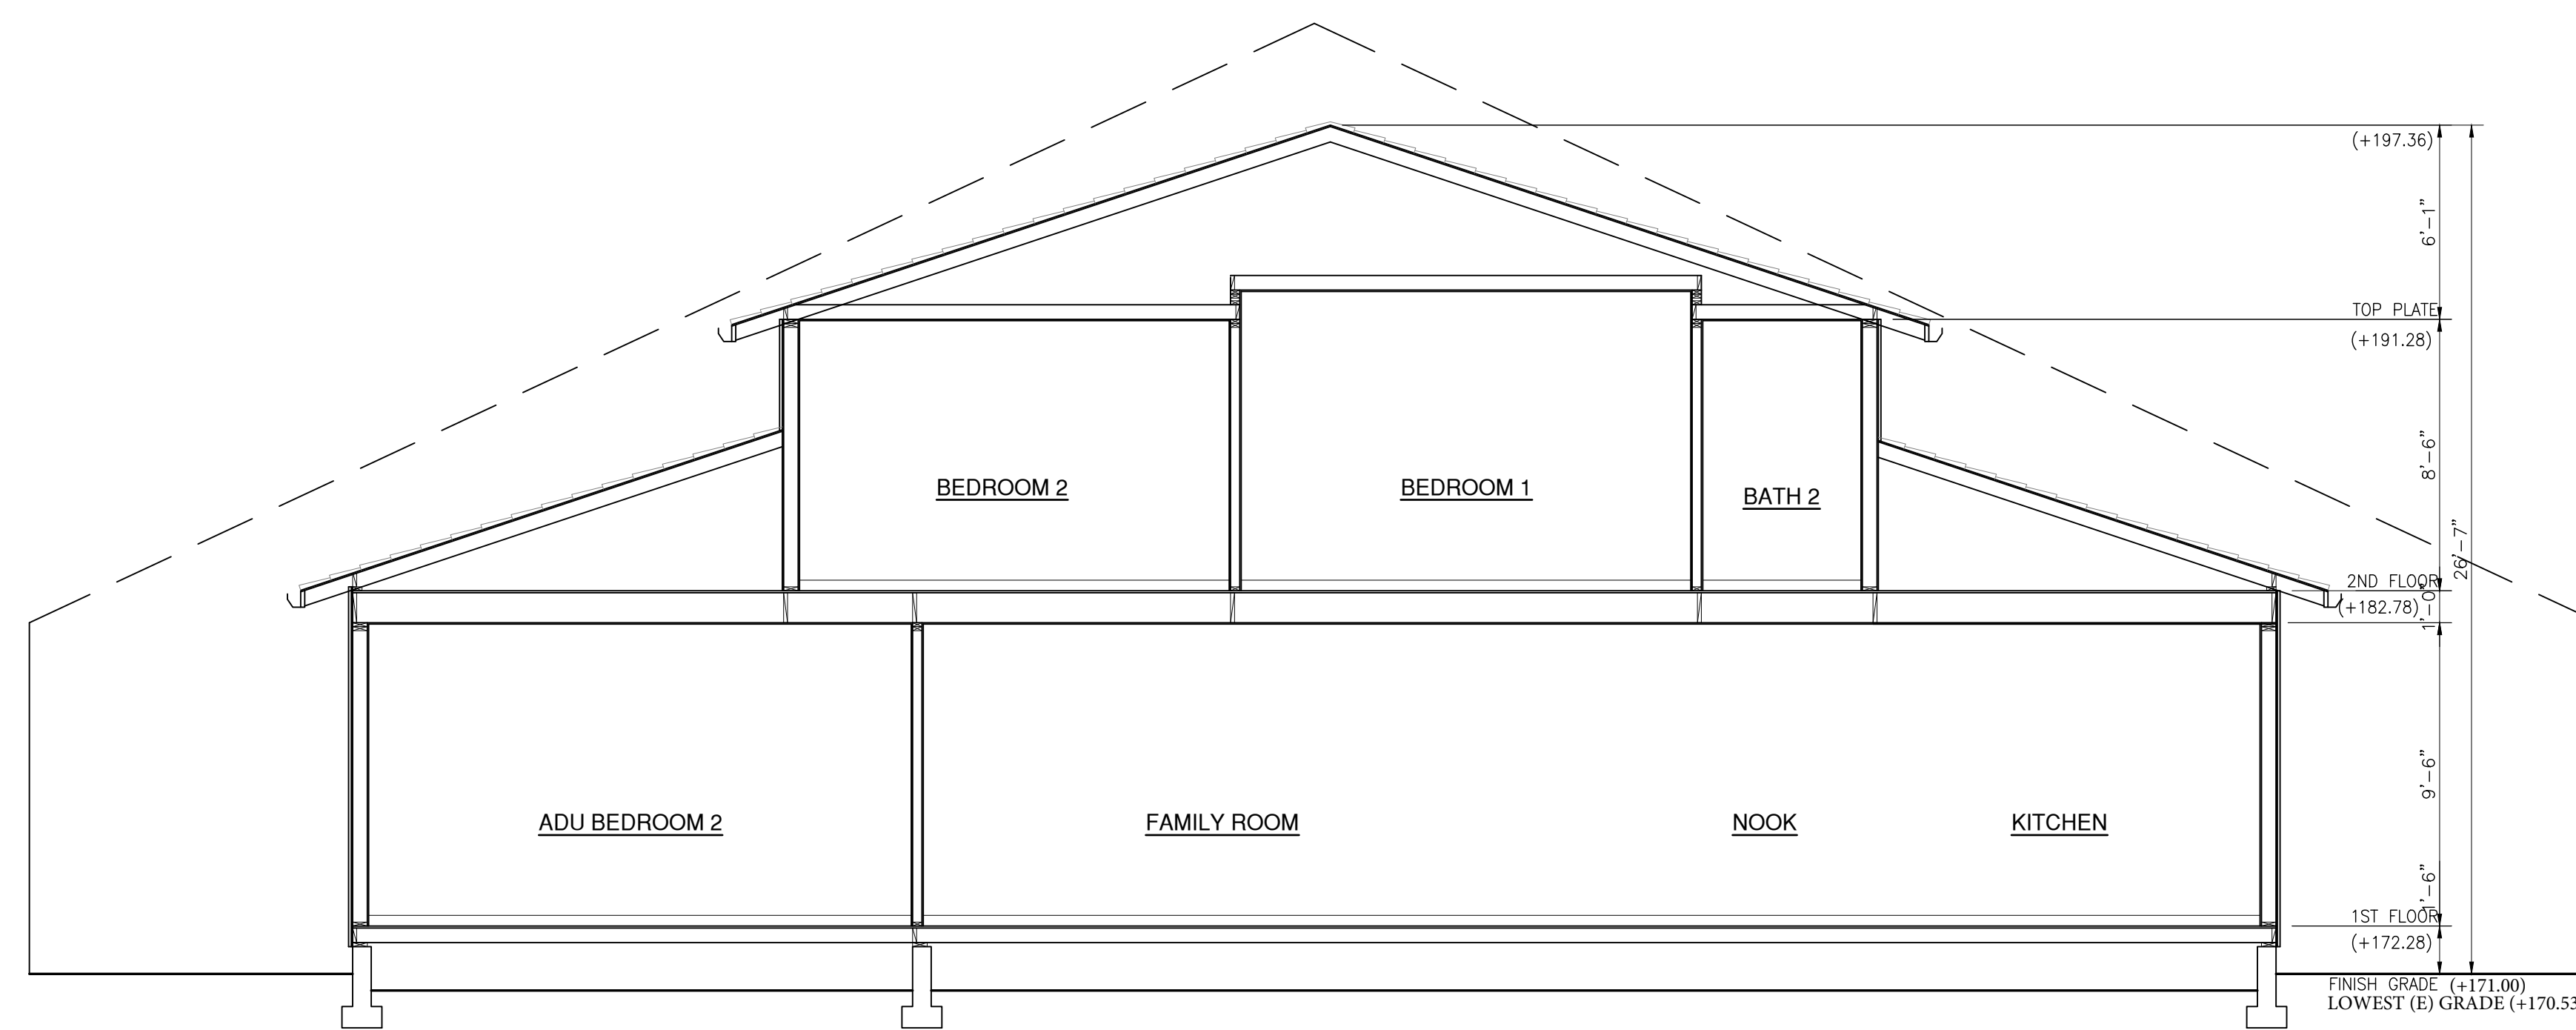 (+197.36)
6'-1"
TOP PLATE
(+191.28)
BEDROOM 2
BEDROOM 1
BATH 2
8'-6"
26'-7"
2ND FLOOR
(+182.78)
1'-0"
9'-6"
ADU BEDROOM 2
FAMILY ROOM
NOOK
KITCHEN
1'-6"
1ST FLOOR
(+172.28)
FINISH GRADE (+171.00)
LOWEST (E) GRADE (+170.53